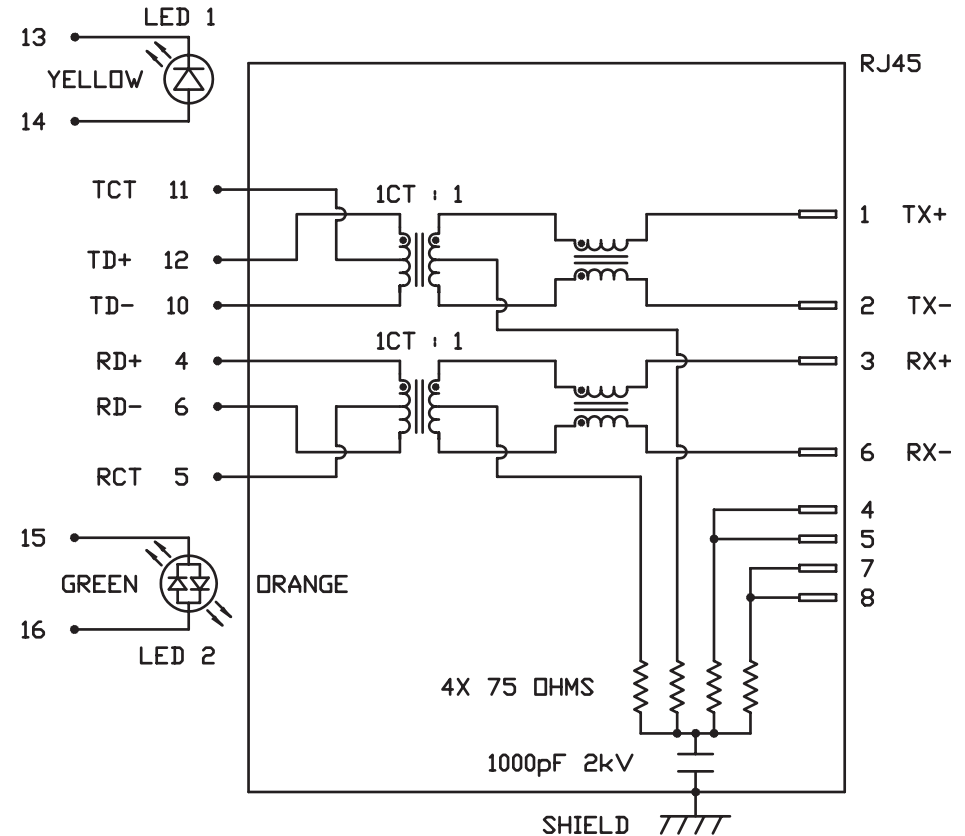 LED 1
13
YELLOW
14
RJ45
TCT 11
1CT : 1
1 TX+
TD+ 12
TD- 10
2 TX-
1CT : 1
RD+ 4
3 RX+
RD- 6
6 RX-
RCT 5
4
15
5
7
GREEN
ORANGE
8
16
LED 2
4X 75 OHMS
1000pF 2kV
SHIELD